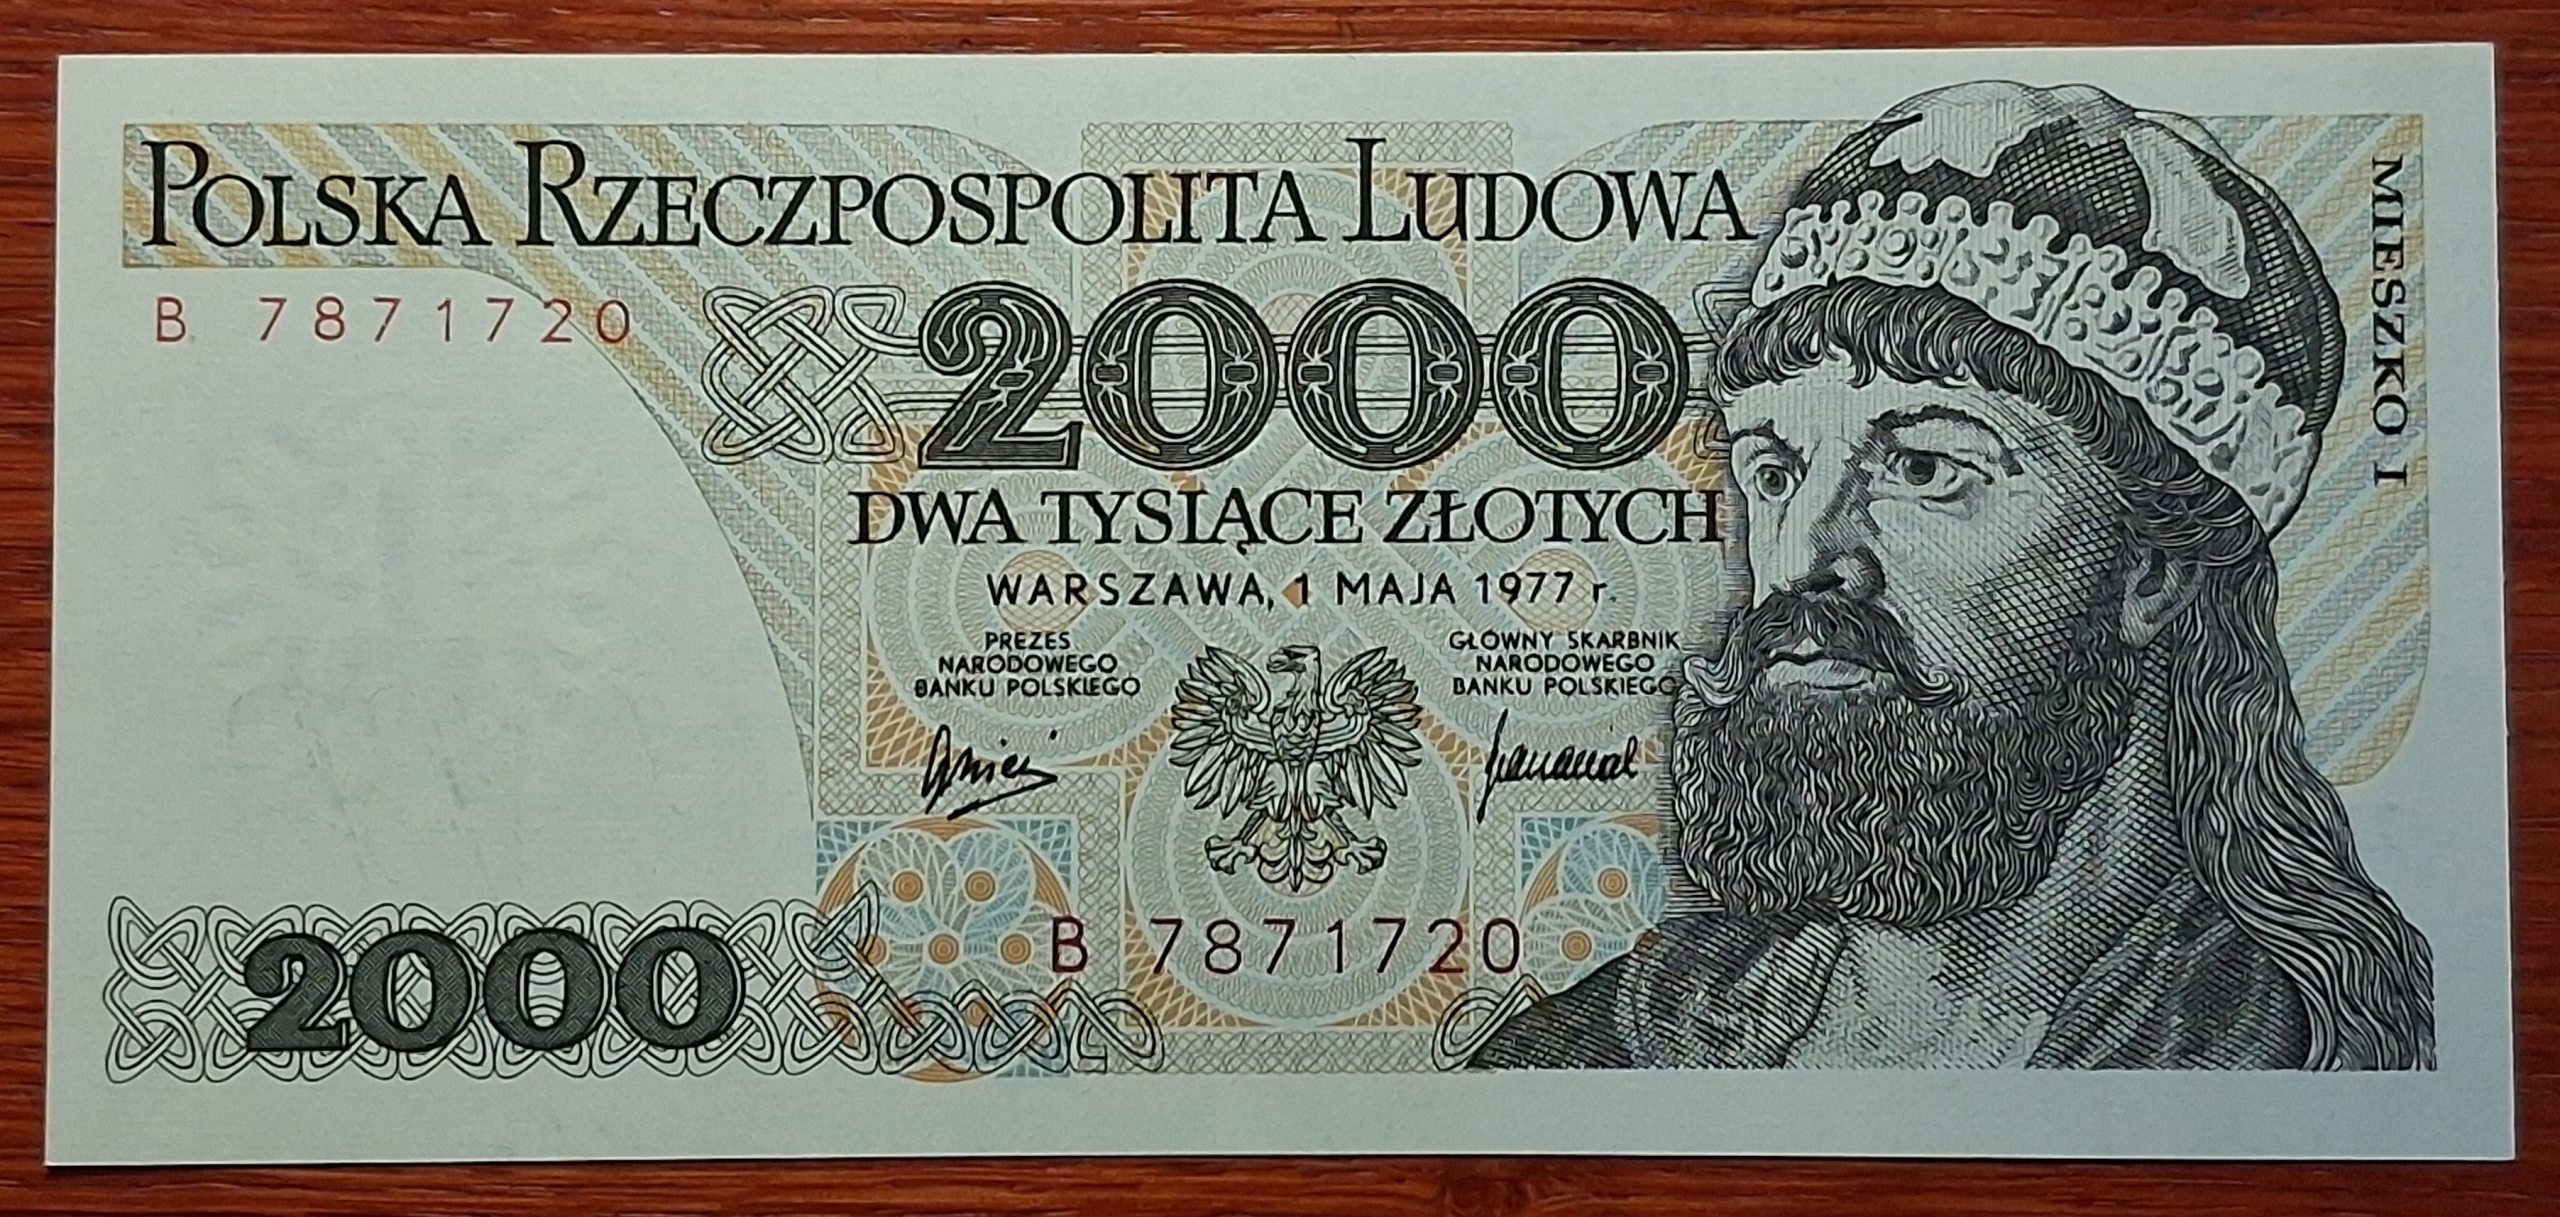 POLSKA RZECZPOSPOLITA LUDOWA
B 7871720
2000
DWA TYSIĄCE ZŁOTYCH
WARSZAWA, 1 MAJA 1977 r.
PREZES
NARODOWEGO
BANKU POLSKIEGO
GŁÓWNY SKARBNIK
NARODOWEGO
BANKU POLSKIEGO
B 7871720
2000
MIESZKO I